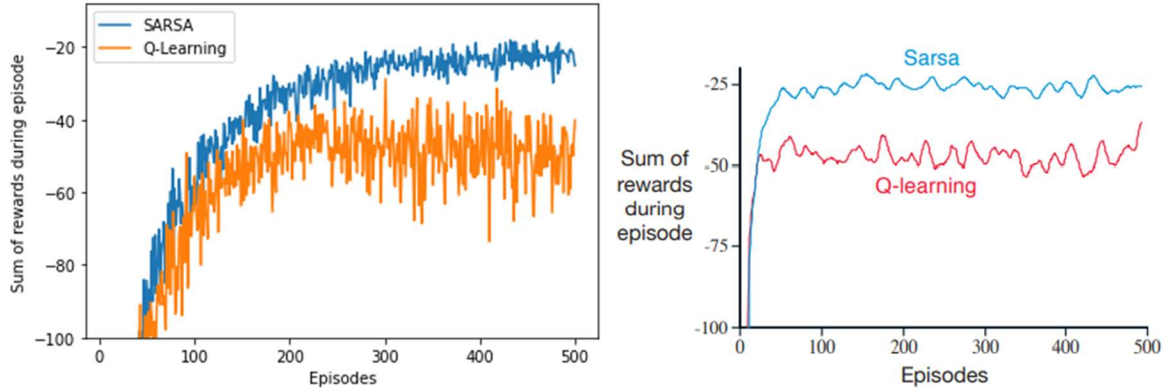 SARSA
Q-Learning
Sum of rewards during episode
−20
−40
−60
−80
−100
0
100
200
300
400
500
Episodes
Sarsa
Q-learning
Sum of
rewards
during
episode
-25
-50
-75
-100
0
100
200
300
400
500
Episodes